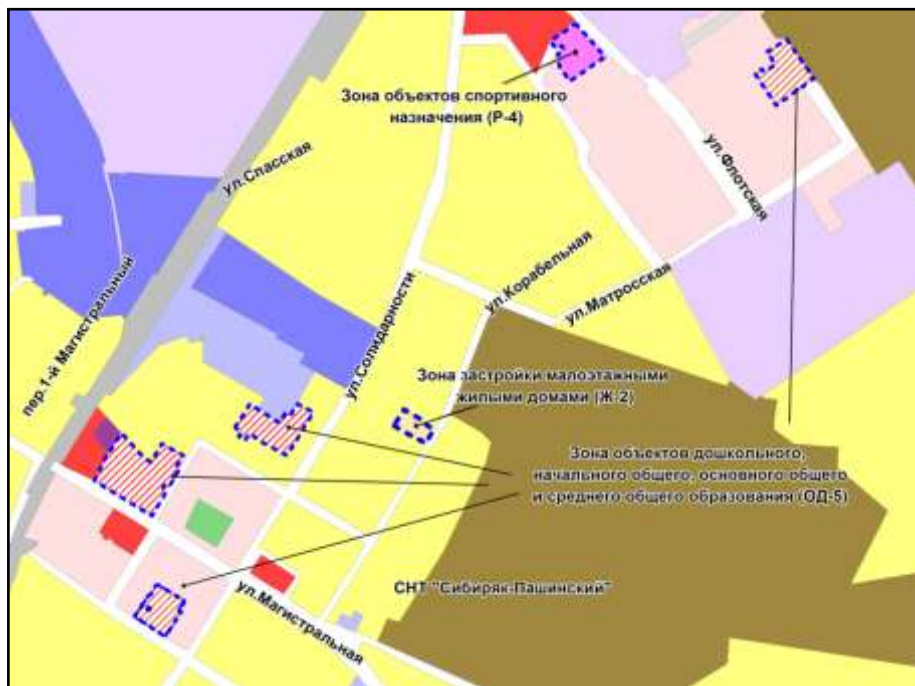 Зона объектов спортивного
назначения (Р-4)
ул.Спасская
ул.Флотская
ул.Корабельная
ул.Матросская
пер.1-й Магистральный
ул.Солидарности
Зона застройки малоэтажными
жилыми домами (Ж-2)
Зона объектов дошкольного,
начального общего, основного общего
и среднего общего образования (ОД-5)
СНТ "Сибиряк-Пашинский"
ул.Магистральная